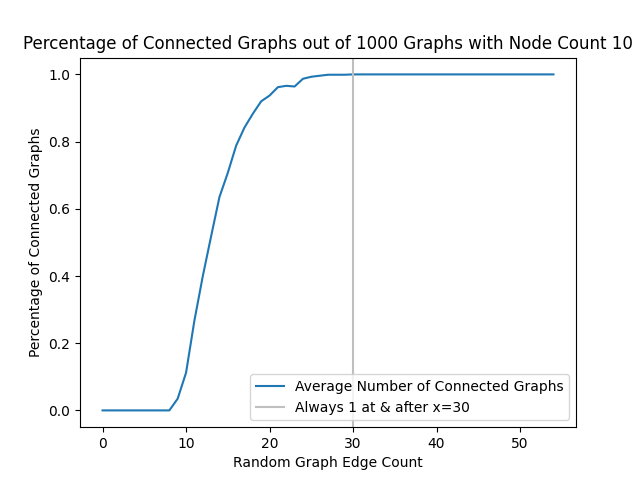 Percentage of Connected Graphs out of 1000 Graphs with Node Count 10
Percentage of Connected Graphs
1.0
0.8
0.6
0.4
0.2
0.0
Average Number of Connected Graphs
Always 1 at & after x=30
0 10 20 30 40 50
Random Graph Edge Count